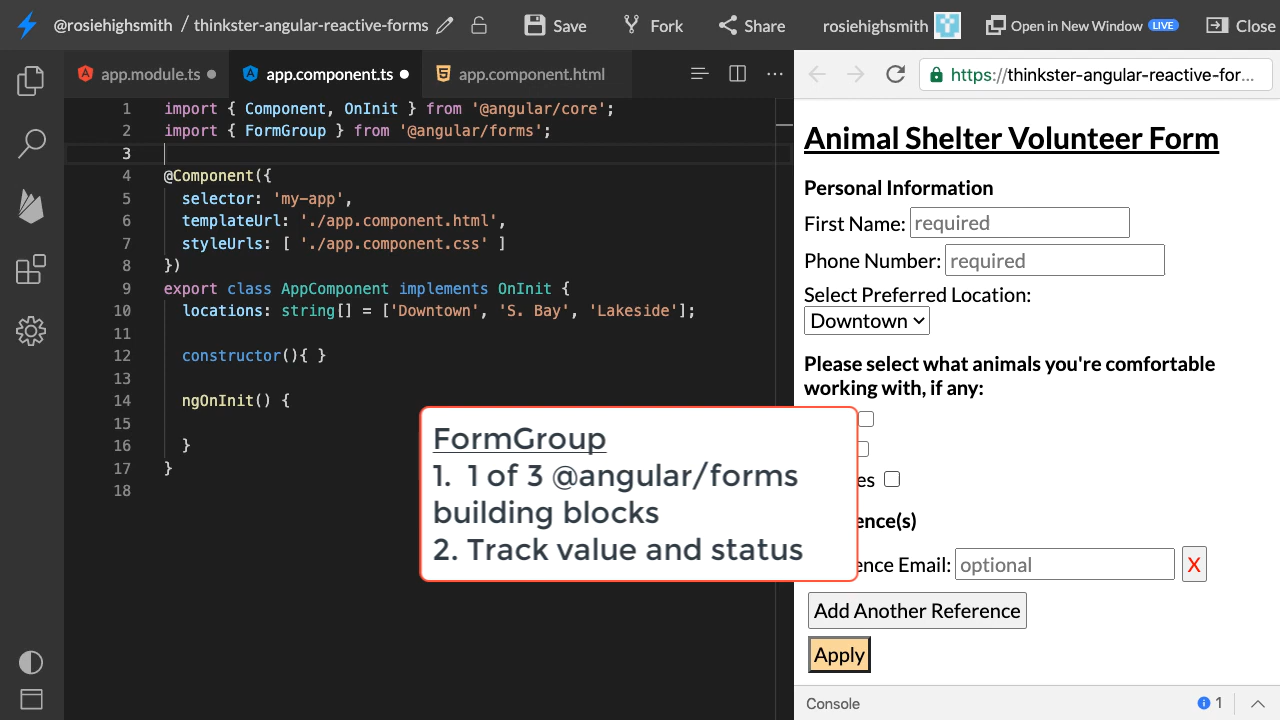 @rosiehighsmith / thinkster-angular-reactive-forms
Save
Fork
Share
rosiehighsmith
Open in New Window LIVE
Close
app.module.ts
app.component.ts
app.component.html
https://thinkster-angular-reactive-for...
1 import { Component, OnInit } from '@angular/core';
2 import { FormGroup } from '@angular/forms';
3
4 @Component({
5 selector: 'my-app',
6 templateUrl: './app.component.html',
7 styleUrls: [ './app.component.css' ]
8 })
9 export class AppComponent implements OnInit {
10 locations: string[] = ['Downtown', 'S. Bay', 'Lakeside'];
11
12 constructor(){ }
13
14 ngOnInit() {
15
16 }
17 }
18
FormGroup
1. 1 of 3 @angular/forms
building blocks
2. Track value and status
Animal Shelter Volunteer Form
Personal Information
First Name: required
Phone Number: required
Select Preferred Location:
Downtown
Please select what animals you're comfortable
working with, if any:
es
ence(s)
ence Email: optional X
Add Another Reference
Apply
Console
1